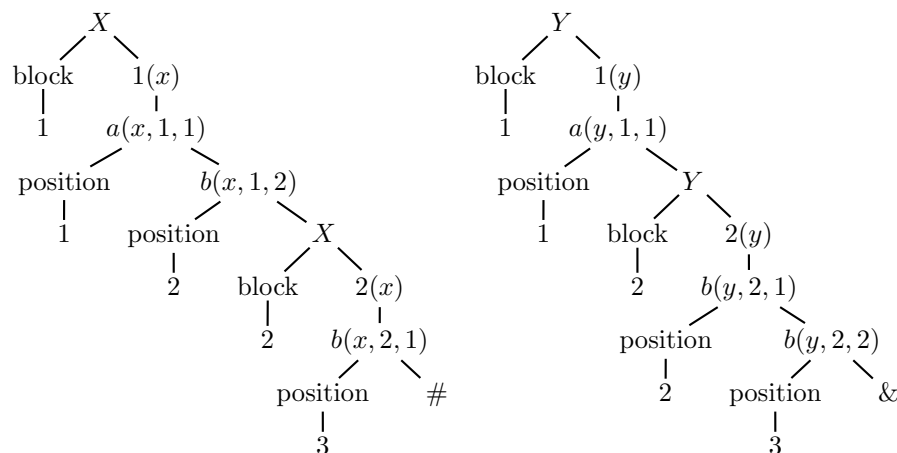 X Y
block 1(x) block 1(y)
1 a(x, 1, 1) 1 a(y, 1, 1)
position b(x, 1, 2) position Y
1 position X 1 block 2(y)
2 block 2(x) 2 b(y, 2, 1)
2 b(x, 2, 1) position b(y, 2, 2)
position # 2 position &
3 3